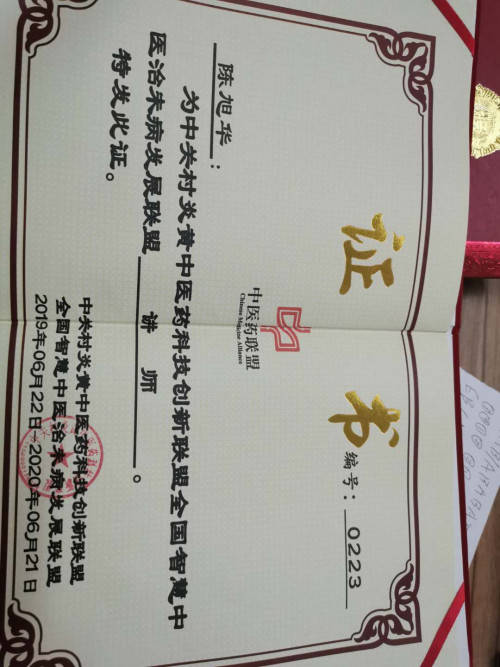 证书
编号：0223
中医药联盟
Chinese Medicine Alliance
陈旭华：
为中关村炎黄中医药科技创新联盟全国智慧中
医治未病发展联盟 讲师 。
特发此证。
中关村炎黄中医药科技创新联盟
全国智慧中医治未病发展联盟
2019年06月22日-2020年06月21日